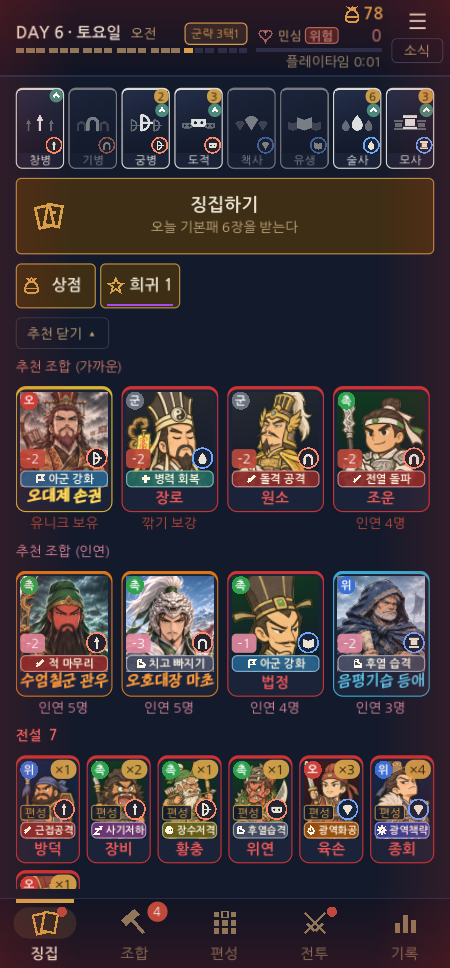 DAY 6 · 토요일 오전
군략 3택1
78
민심 위험 0
플레이타임 0:01
소식
창병
기병
2
궁병
3
도적
책사
유생
6
술사
3
모사
징집하기
오늘 기본패 6장을 받는다
상점
희귀 1
추천 닫기 ▲
추천 조합 (가까운)
오 -2 아군 강화 오대제 손권
유니크 보유
군 -2 병력 회복 장로
깎기 보강
군 -2 돌격 공격 원소
촉 -2 전열 돌파 조운
인연 4명
추천 조합 (인연)
촉 -2 적 마무리 수염칠군 관우
인연 5명
촉 -3 치고 빠지기 오호대장 마초
인연 5명
촉 -1 아군 강화 법정
인연 4명
위 -2 후열 습격 음평기습 등애
인연 3명
전설 7
위 ×1 편성 근접공격 방덕
촉 ×2 편성 사기저하 장비
촉 ×1 편성 장수저격 황충
촉 ×1 편성 후열습격 위연
오 ×3 편성 광역화공 육손
위 ×4 편성 광역책략 종회
오 ×1
징집
4
조합
편성
전투
기록